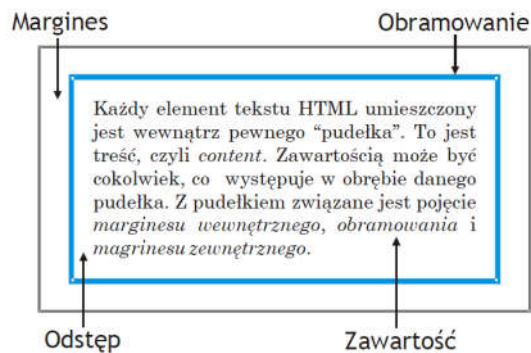 Margines
Obramowanie
Każdy element tekstu HTML umieszczony
jest wewnątrz pewnego “pudełka”. To jest
treść, czyli content. Zawartością może być
cokolwiek, co występuje w obrębie danego
pudełka. Z pudełkiem związane jest pojęcie
marginesu wewnętrznego, obramowania i
magrinesu zewnętrznego.
Odstęp
Zawartość